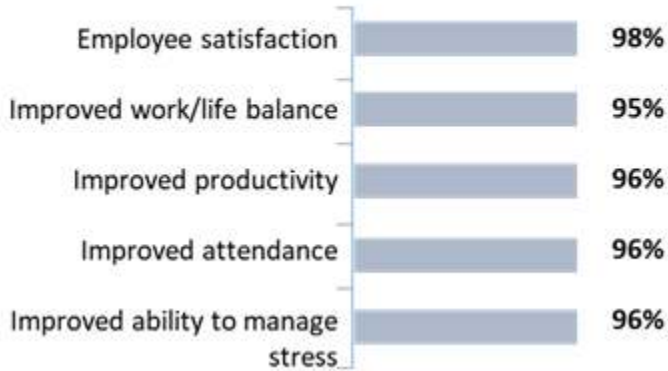 Employee satisfaction 98%
Improved work/life balance 95%
Improved productivity 96%
Improved attendance 96%
Improved ability to manage 96%
stress